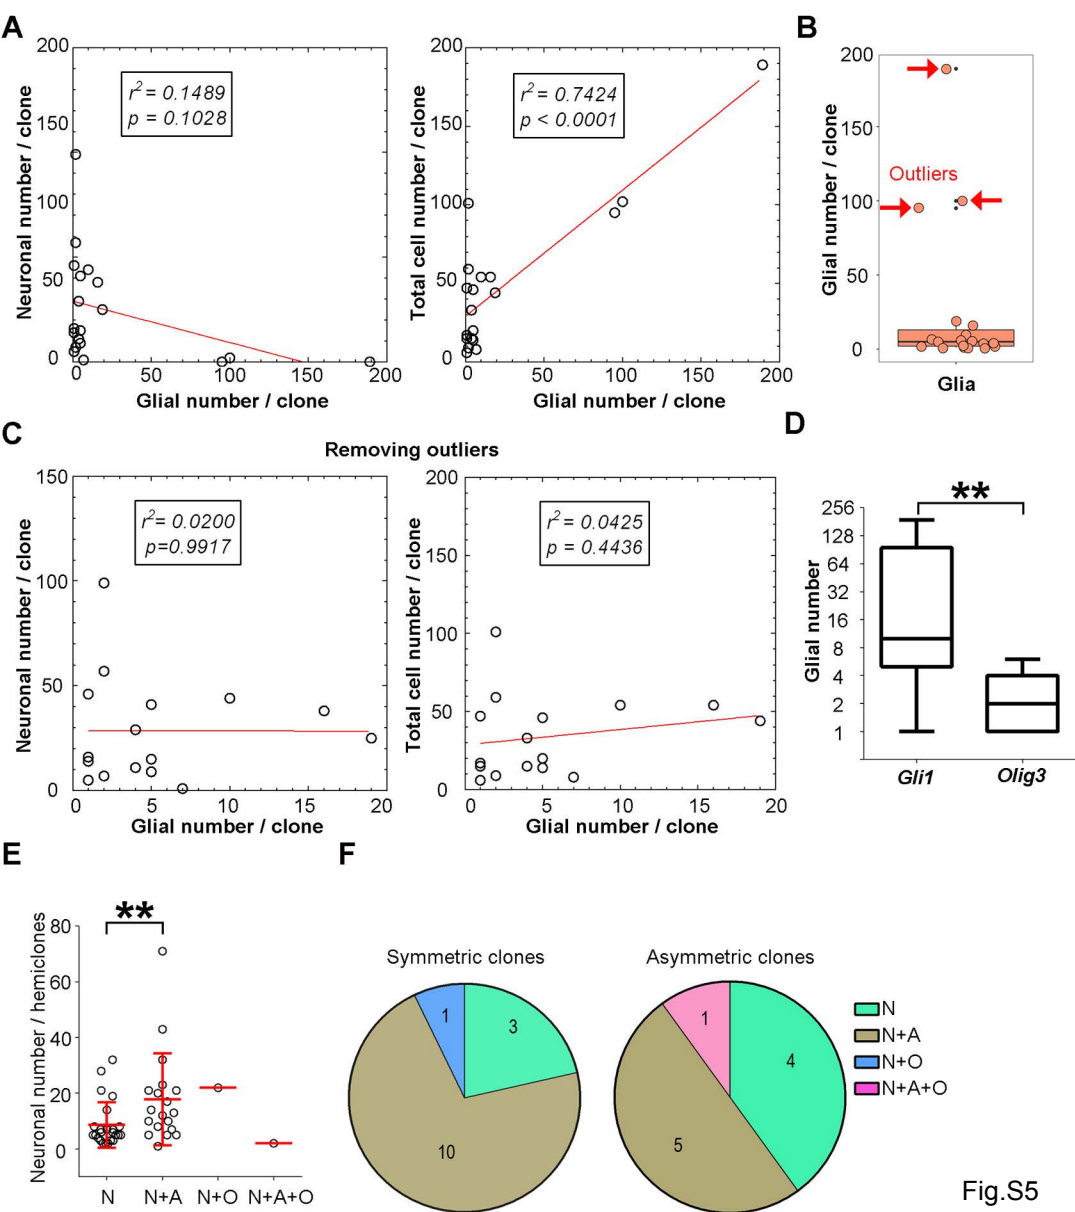 A
200
150
100
50
0
Neuronal number / clone
r2 = 0.1489
p = 0.1028
0 50 100 150 200
Glial number / clone
200
150
100
50
0
Total cell number / clone
r2 = 0.7424
p < 0.0001
0 50 100 150 200
Glial number / clone
B
200
150
100
50
0
Glial number / clone
Outliers
Glia
C
Removing outliers
150
100
50
0
Neuronal number / clone
r2= 0.0200
p=0.9917
0 5 10 15 20
Glial number / clone
200
150
100
50
0
Total cell number / clone
r2 = 0.0425
p = 0.4436
0 5 10 15 20
Glial number / clone
D
256
128
64
32
16
8
4
2
1
Glial number
**
Gli1 Olig3
E
80
60
40
20
0
Neuronal number / hemiclones
**
N N+A N+O N+A+O
F
Symmetric clones
1
3
10
Asymmetric clones
1
4
5
N
N+A
N+O
N+A+O
Fig.S5